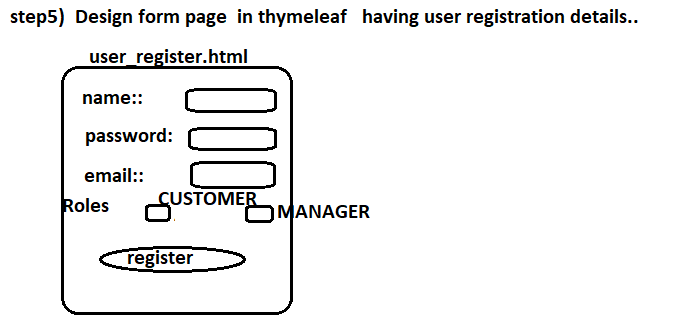 step5)  Design form page  in thymeleaf   having user registration details..
user_register.html
name::
password:
email::
Roles CUSTOMER MANAGER
register